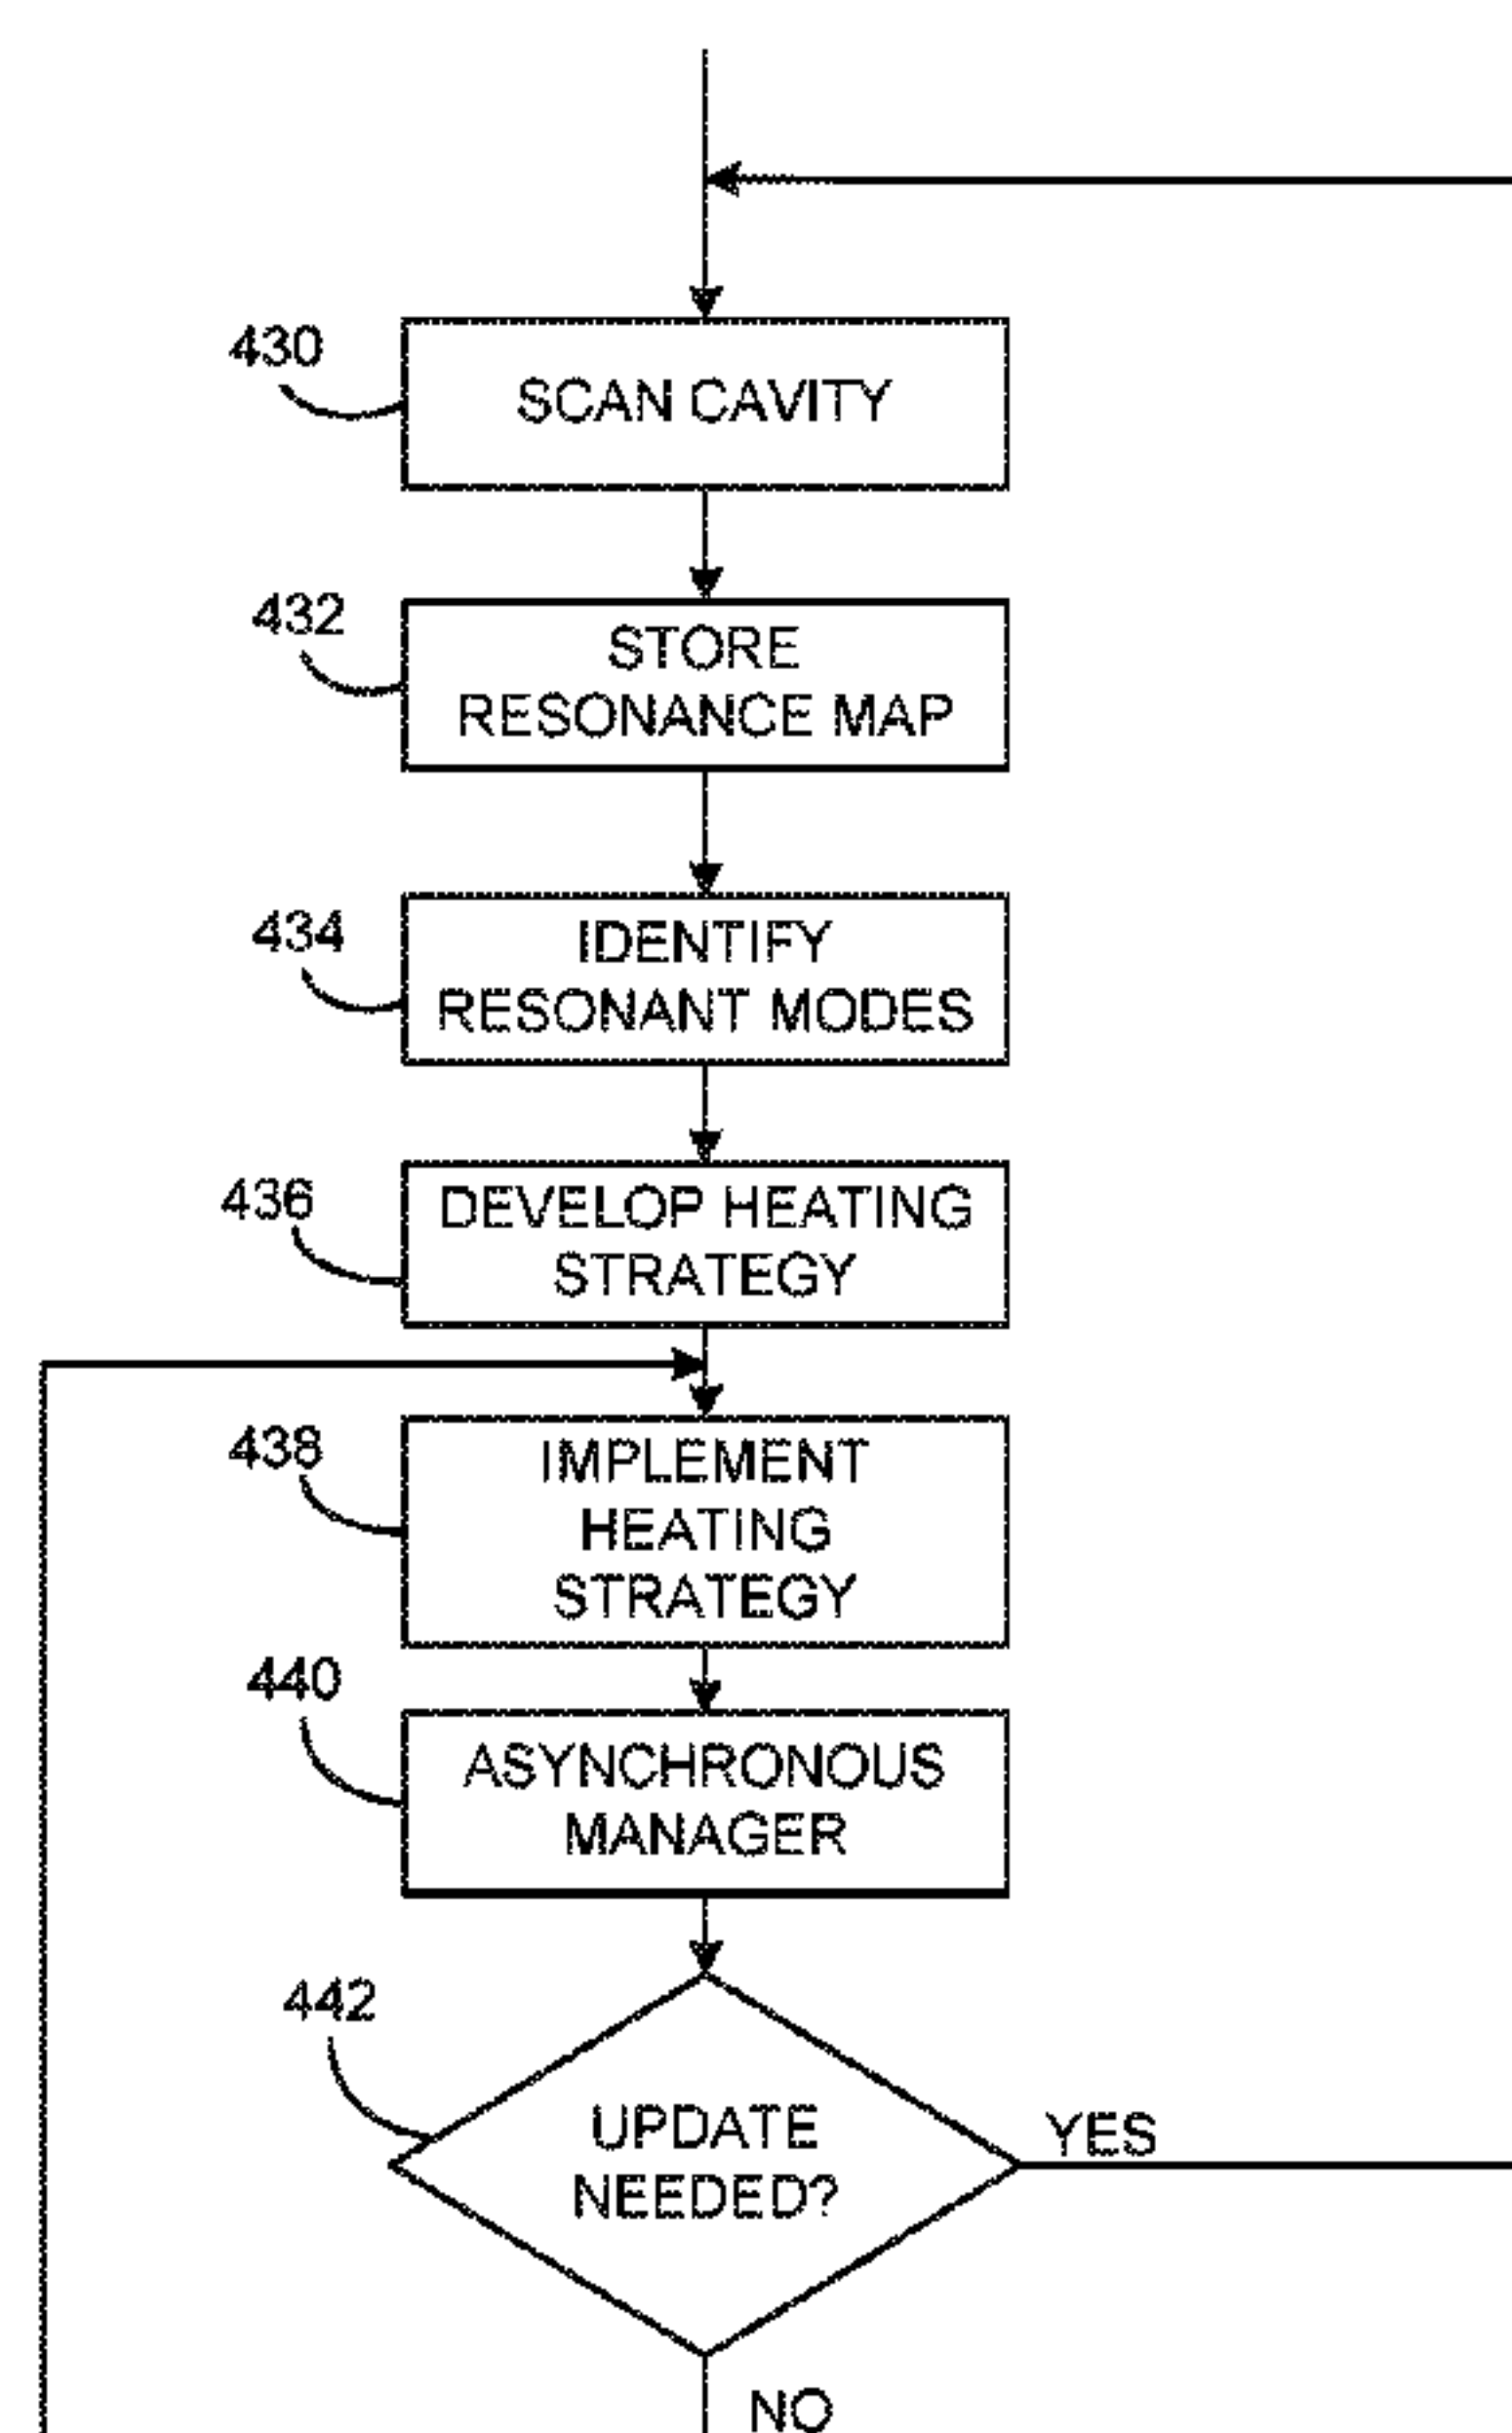 430
SCAN CAVITY
432
STORE
RESONANCE MAP
434
IDENTIFY
RESONANT MODES
436
DEVELOP HEATING
STRATEGY
438
IMPLEMENT
HEATING
STRATEGY
440
ASYNCHRONOUS
MANAGER
442
UPDATE
NEEDED?
YES
NO